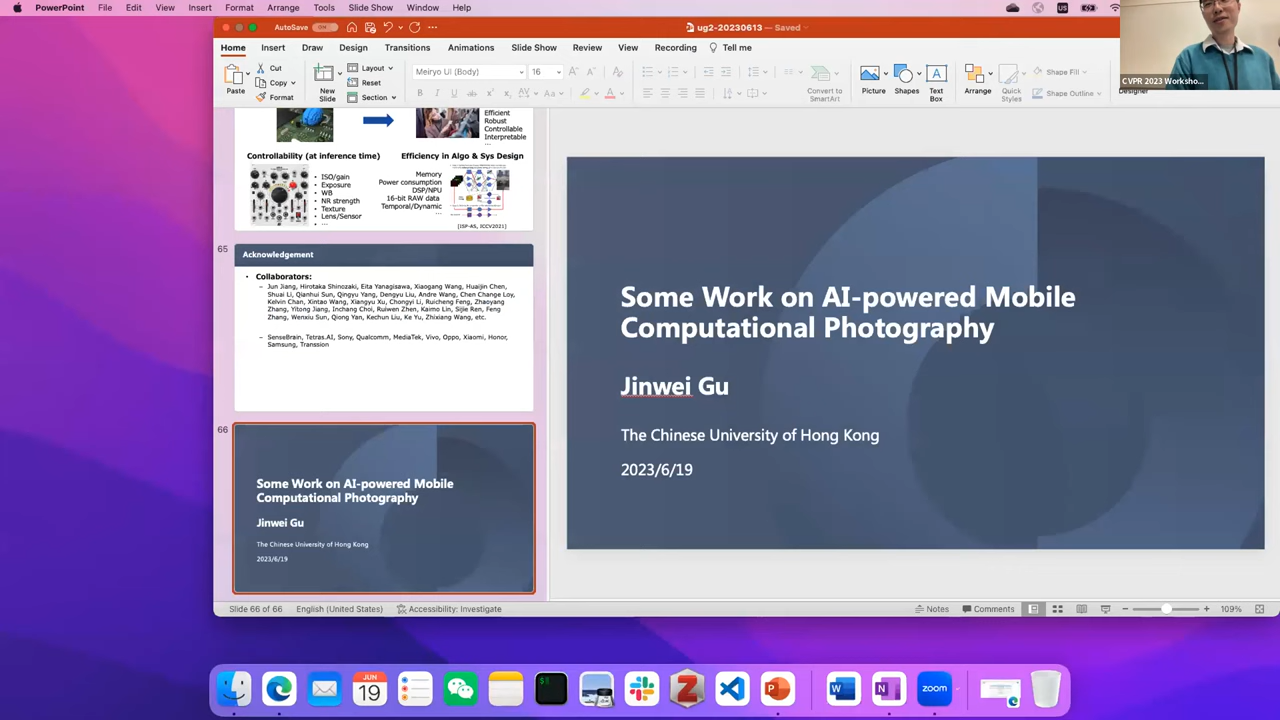 PowerPoint File Edit View Insert Format Arrange Tools Slide Show Window Help
AutoSave ug2-20230613 — Saved
Home Insert Draw Design Transitions Animations Slide Show Review View Recording Tell me
Paste
Cut
Copy
Format
New Slide
Layout
Reset
Section
Meiryo UI (Body) 16
Convert to SmartArt
Picture
Shapes
Text Box
Arrange
Quick Styles
Shape Fill
Shape Outline
Designer
CVPR 2023 Worksho...
Efficient
Robust
Controllable
Interpretable
...
Controllability (at inference time)
• ISO/gain
• Exposure
• WB
• NR strength
• Texture
• Lens/Sensor
• ...
Efficiency in Algo & Sys Design
Memory
Power consumption
DSP/NPU
16-bit RAW data
Temporal/Dynamic
...
[ISP-AS, ICCV2021]
65
Acknowledgement
• Collaborators:
– Jun Jiang, Hirotaka Shinozaki, Eita Yanagisawa, Xiaogang Wang, Huaijin Chen,
Shuai Li, Qianhui Sun, Qingyu Yang, Dengyu Liu, Andre Wang, Chen Change Loy,
Kelvin Chan, Xintao Wang, Xiangyu Xu, Chongyi Li, Ruicheng Feng, Zhaoyang
Zhang, Yitong Jiang, Inchang Choi, Ruiwen Zhen, Kaimo Lin, Sijie Ren, Feng
Zhang, Wenxiu Sun, Qiong Yan, Kechun Liu, Ke Yu, Zhixiang Wang, etc.
– SenseBrain, Tetras.AI, Sony, Qualcomm, MediaTek, Vivo, Oppo, Xiaomi, Honor,
Samsung, Transsion
66
Some Work on AI-powered Mobile
Computational Photography
Jinwei Gu
The Chinese University of Hong Kong
2023/6/19
Some Work on AI-powered Mobile
Computational Photography
Jinwei Gu
The Chinese University of Hong Kong
2023/6/19
Slide 66 of 66 English (United States) Accessibility: Investigate Notes Comments 109%
JUN
19
zoom